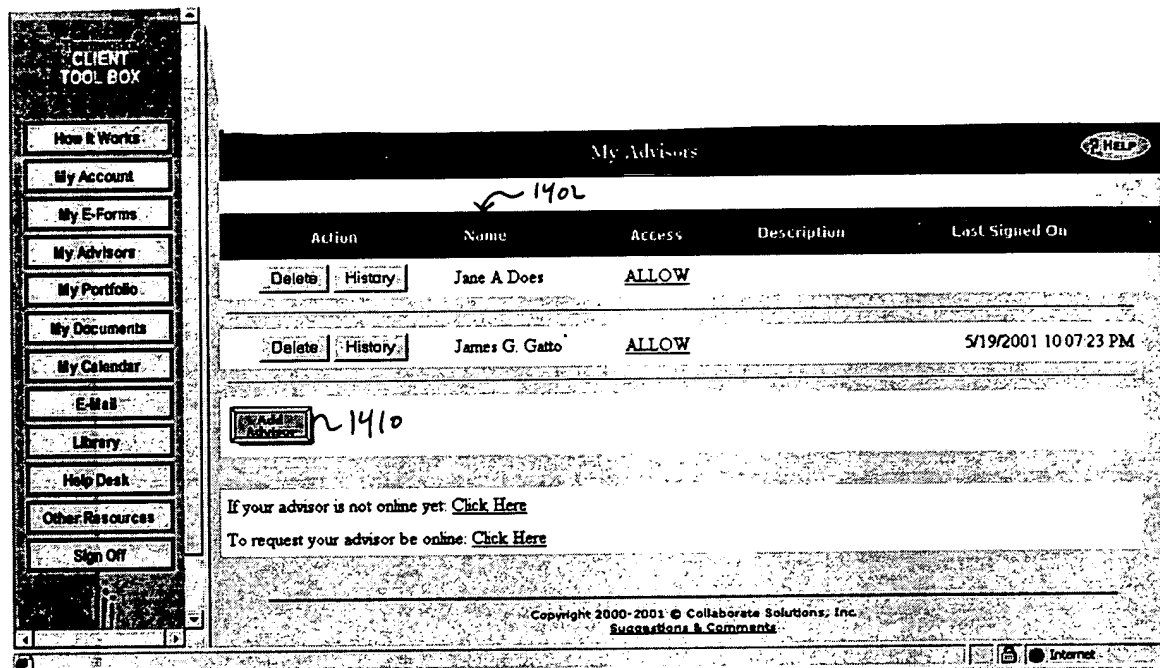 CLIENT
TOOL BOX
How It Works
My Account
My E-Forms
My Advisors
My Portfolio
My Documents
My Calendar
E-Mail
Library
Help Desk
Other Resources
Sign Off
My Advisors
? HELP
1402
Action Name Access Description Last Signed On
Delete History Jane A Does ALLOW
Delete History James G. Gatto ALLOW 5/19/2001 10 07 23 PM
Add
Advisor
1410
If your advisor is not online yet: Click Here
To request your advisor be online: Click Here
Copyright 2000-2001 © Collaborate Solutions, Inc
Suggestions & Comments
Internet